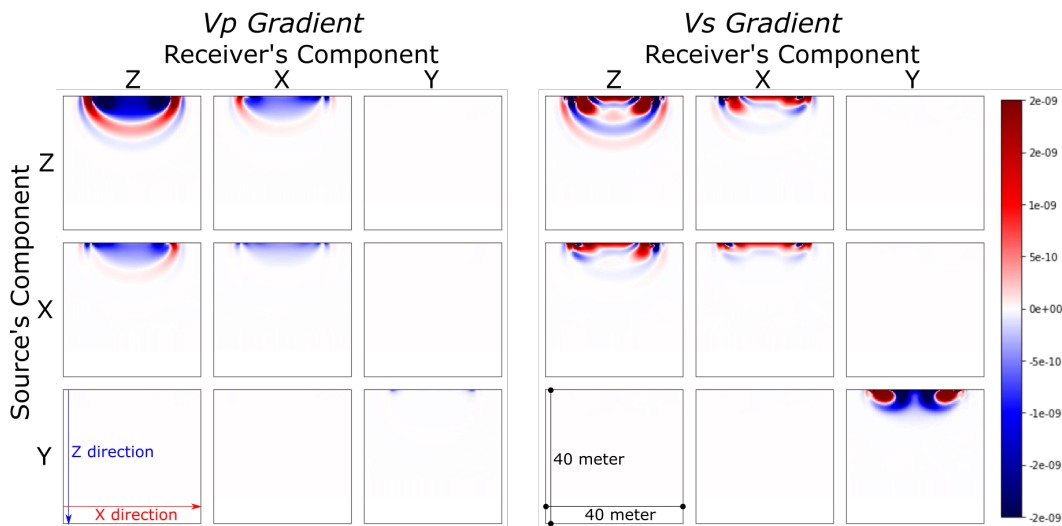 Vp Gradient
Receiver's Component
Z X Y
Vs Gradient
Receiver's Component
Z X Y
Source's Component
Z
X
Y
Z direction
X direction
40 meter
40 meter
2e-09
2e-09
1e-09
5e-10
0e+00
-5e-10
-1e-09
-2e-09
-2e-09